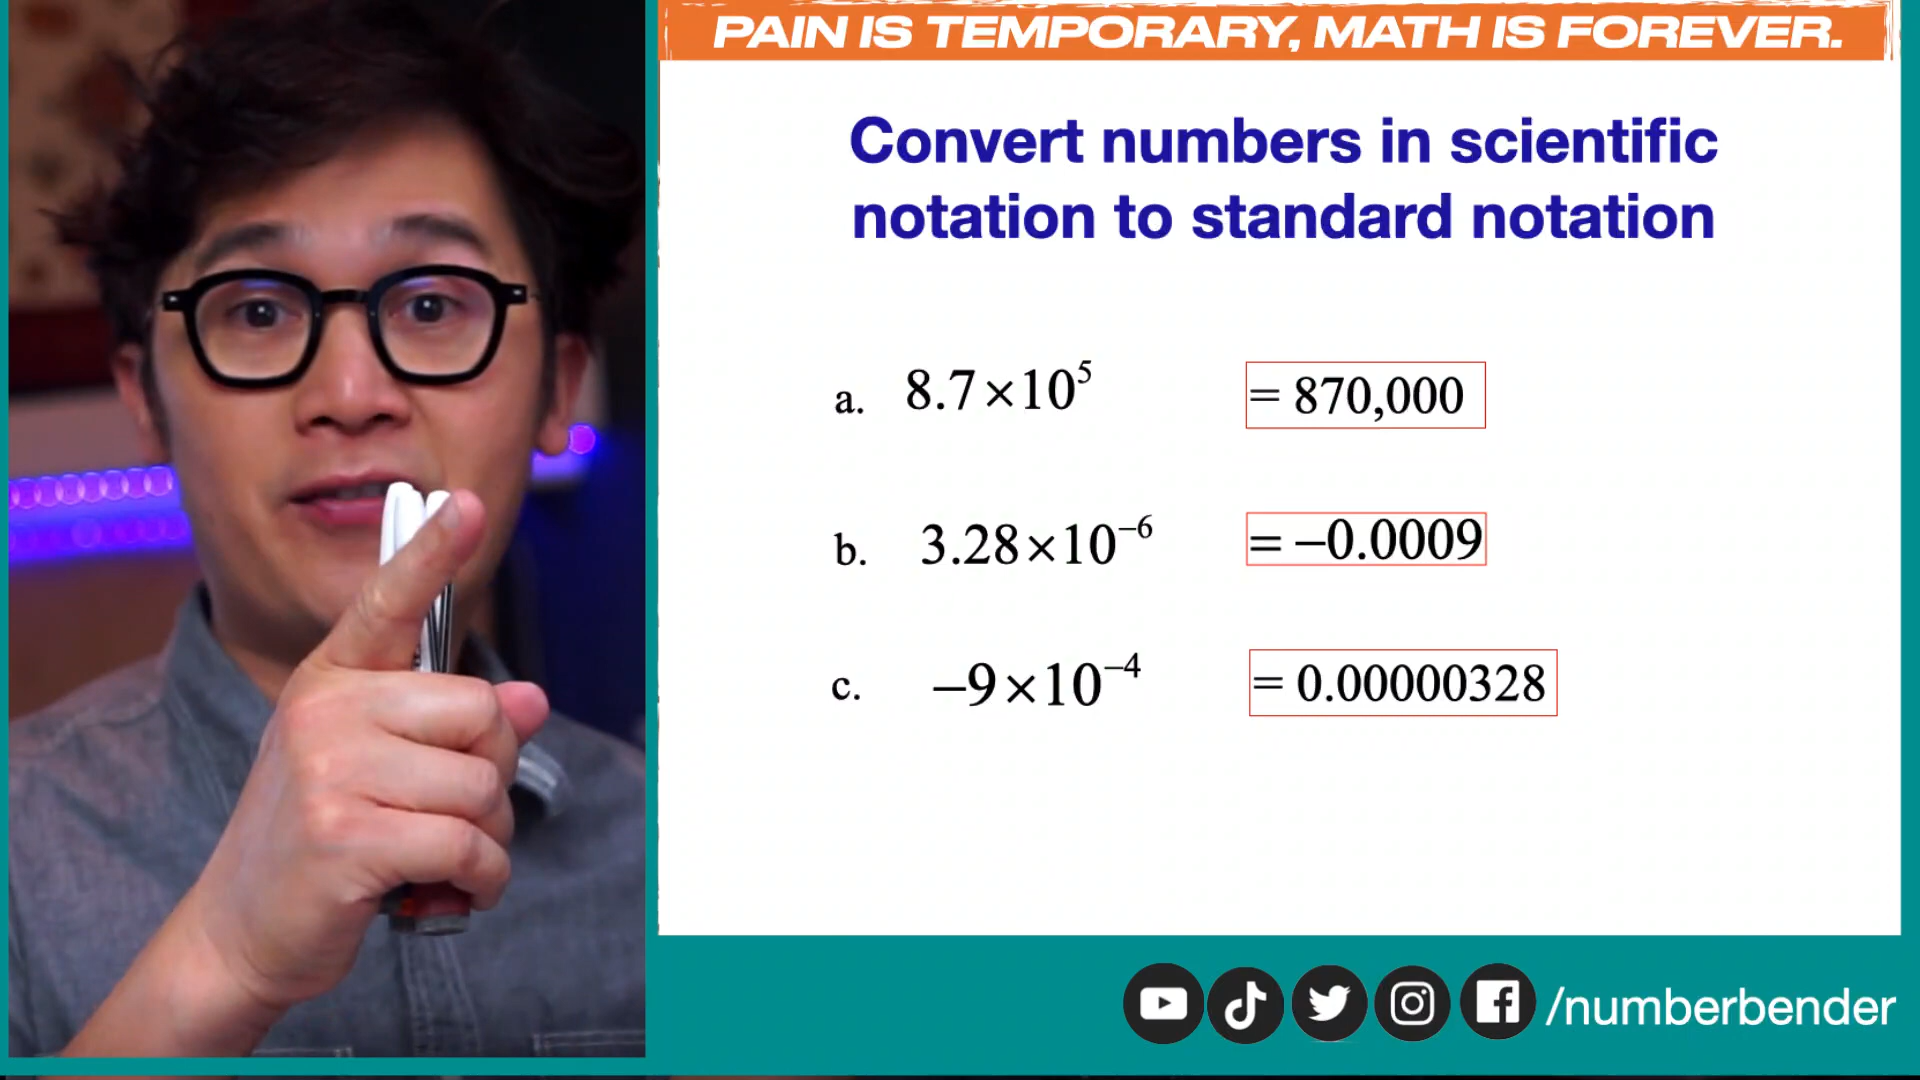 PAIN IS TEMPORARY, MATH IS FOREVER.
Convert numbers in scientific
notation to standard notation
a. 8.7×10⁵ = 870,000
b. 3.28×10⁻⁶ = –0.0009
c. –9×10⁻⁴ = 0.00000328
/numberbender